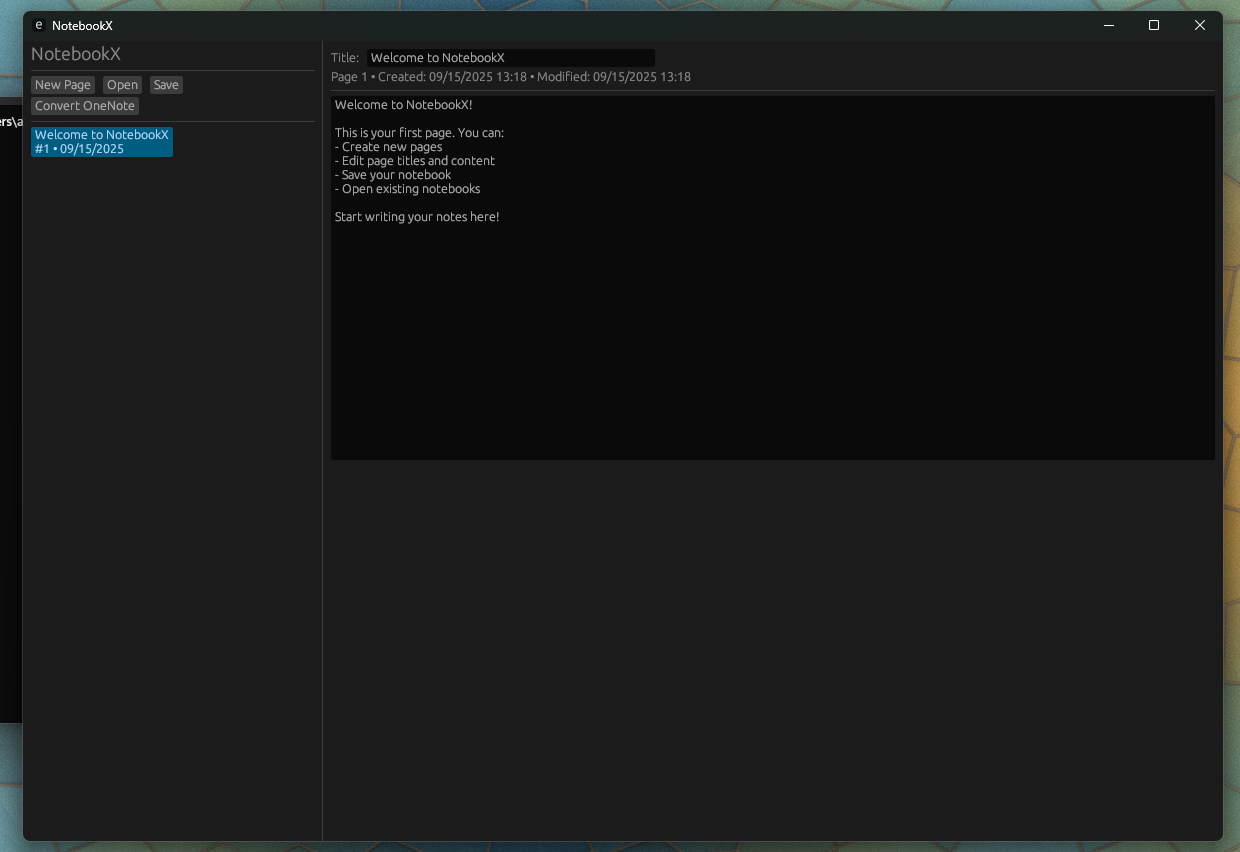 e NotebookX
NotebookX
New Page Open Save
Convert OneNote
Welcome to NotebookX
#1 • 09/15/2025
Title: Welcome to NotebookX
Page 1 • Created: 09/15/2025 13:18 • Modified: 09/15/2025 13:18
Welcome to NotebookX!
This is your first page. You can:
- Create new pages
- Edit page titles and content
- Save your notebook
- Open existing notebooks
Start writing your notes here!
ers\a